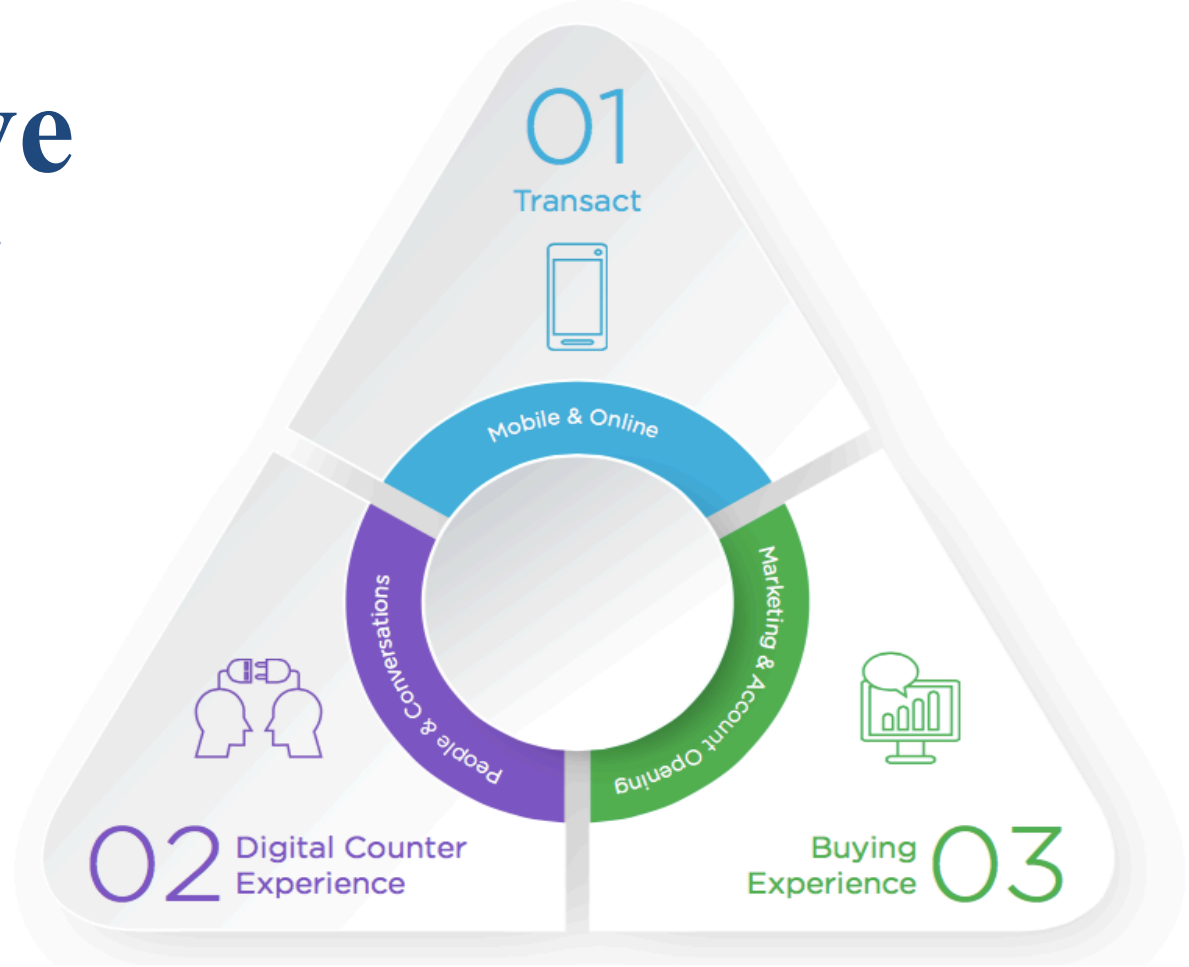 ve
01
Transact
Mobile & Online
People & Conversations
Marketing & Account Opening
02
Digital Counter
Experience
Buying
Experience
03